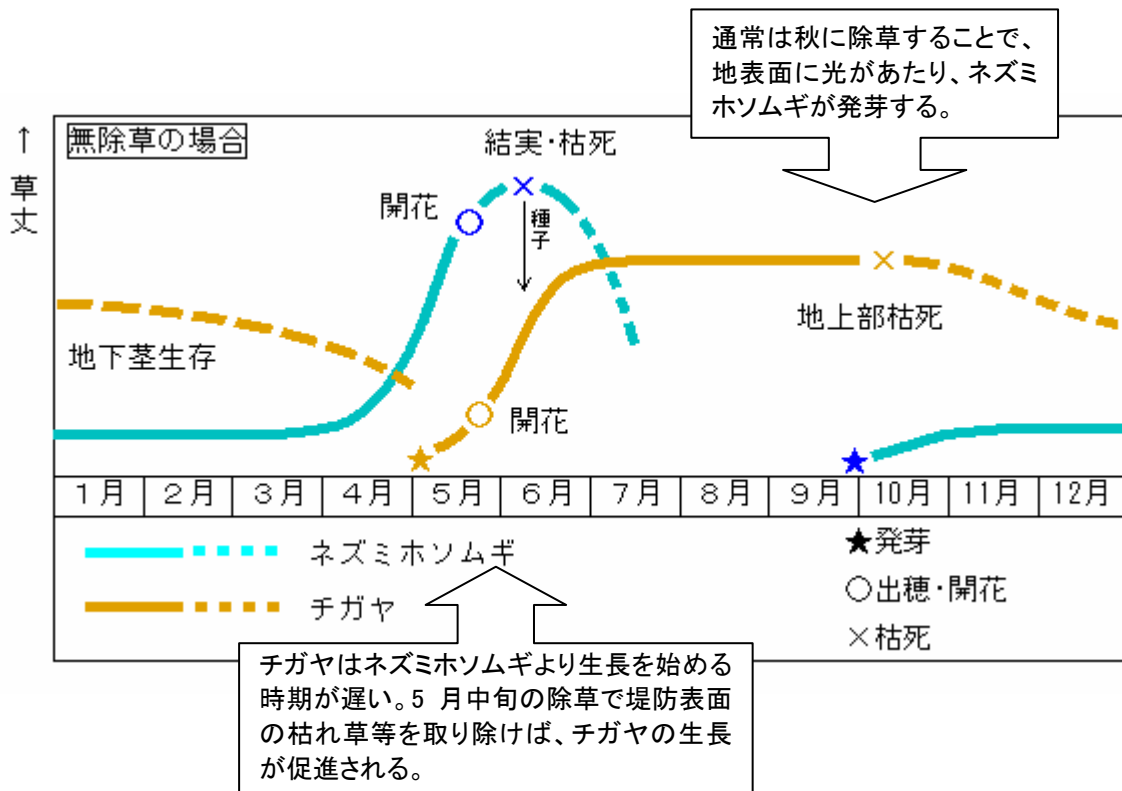 通常は秋に除草することで、
地表面に光があたり、ネズミ
ホソムギが発芽する。
↑
草丈
無除草の場合
結実・枯死
開花
種子
地上部枯死
地下茎生存
開花
1月 2月 3月 4月 5月 6月 7月 8月 9月 10月 11月 12月
ネズミホソムギ
チガヤ
★発芽
○出穂・開花
×枯死
チガヤはネズミホソムギより生長を始める
時期が遅い。5 月中旬の除草で堤防表面
の枯れ草等を取り除けば、チガヤの生長
が促進される。